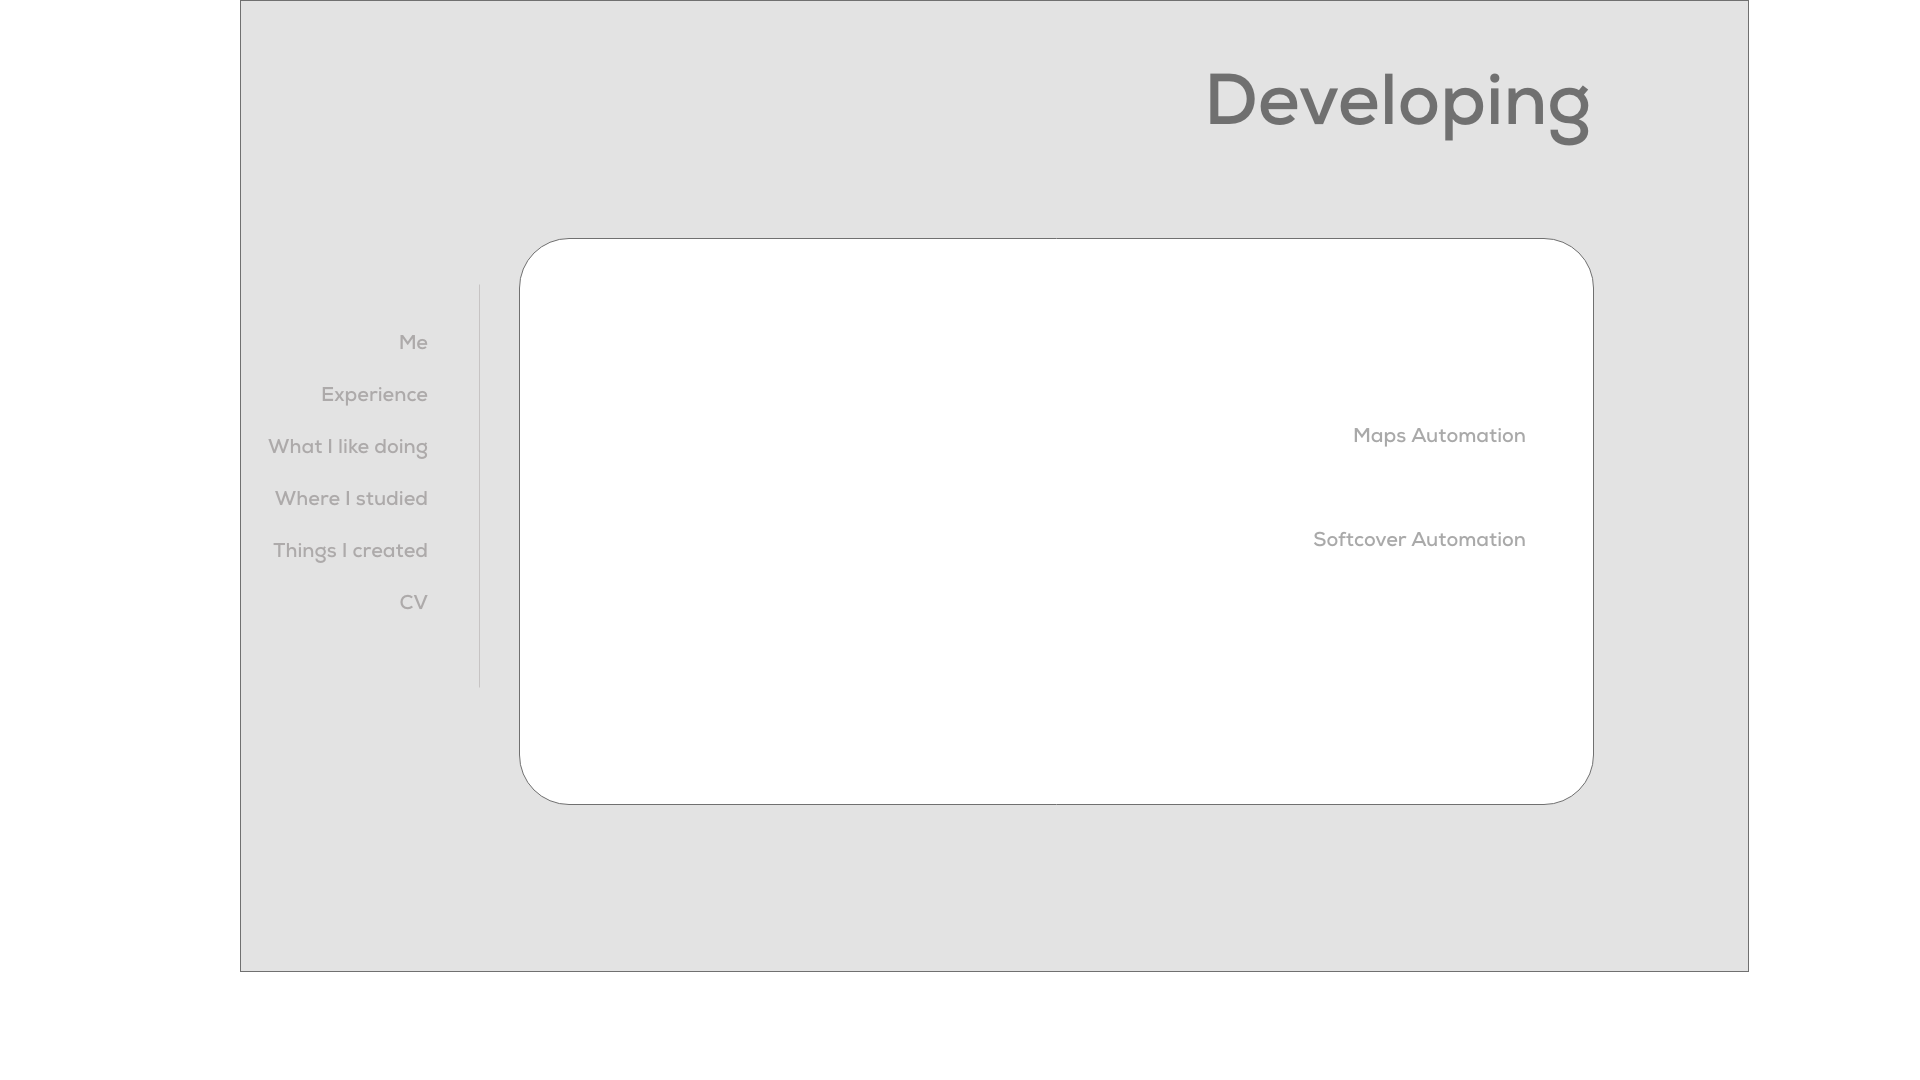 Developing
Me
Experience
What I like doing
Where I studied
Things I created
CV
Maps Automation
Softcover Automation